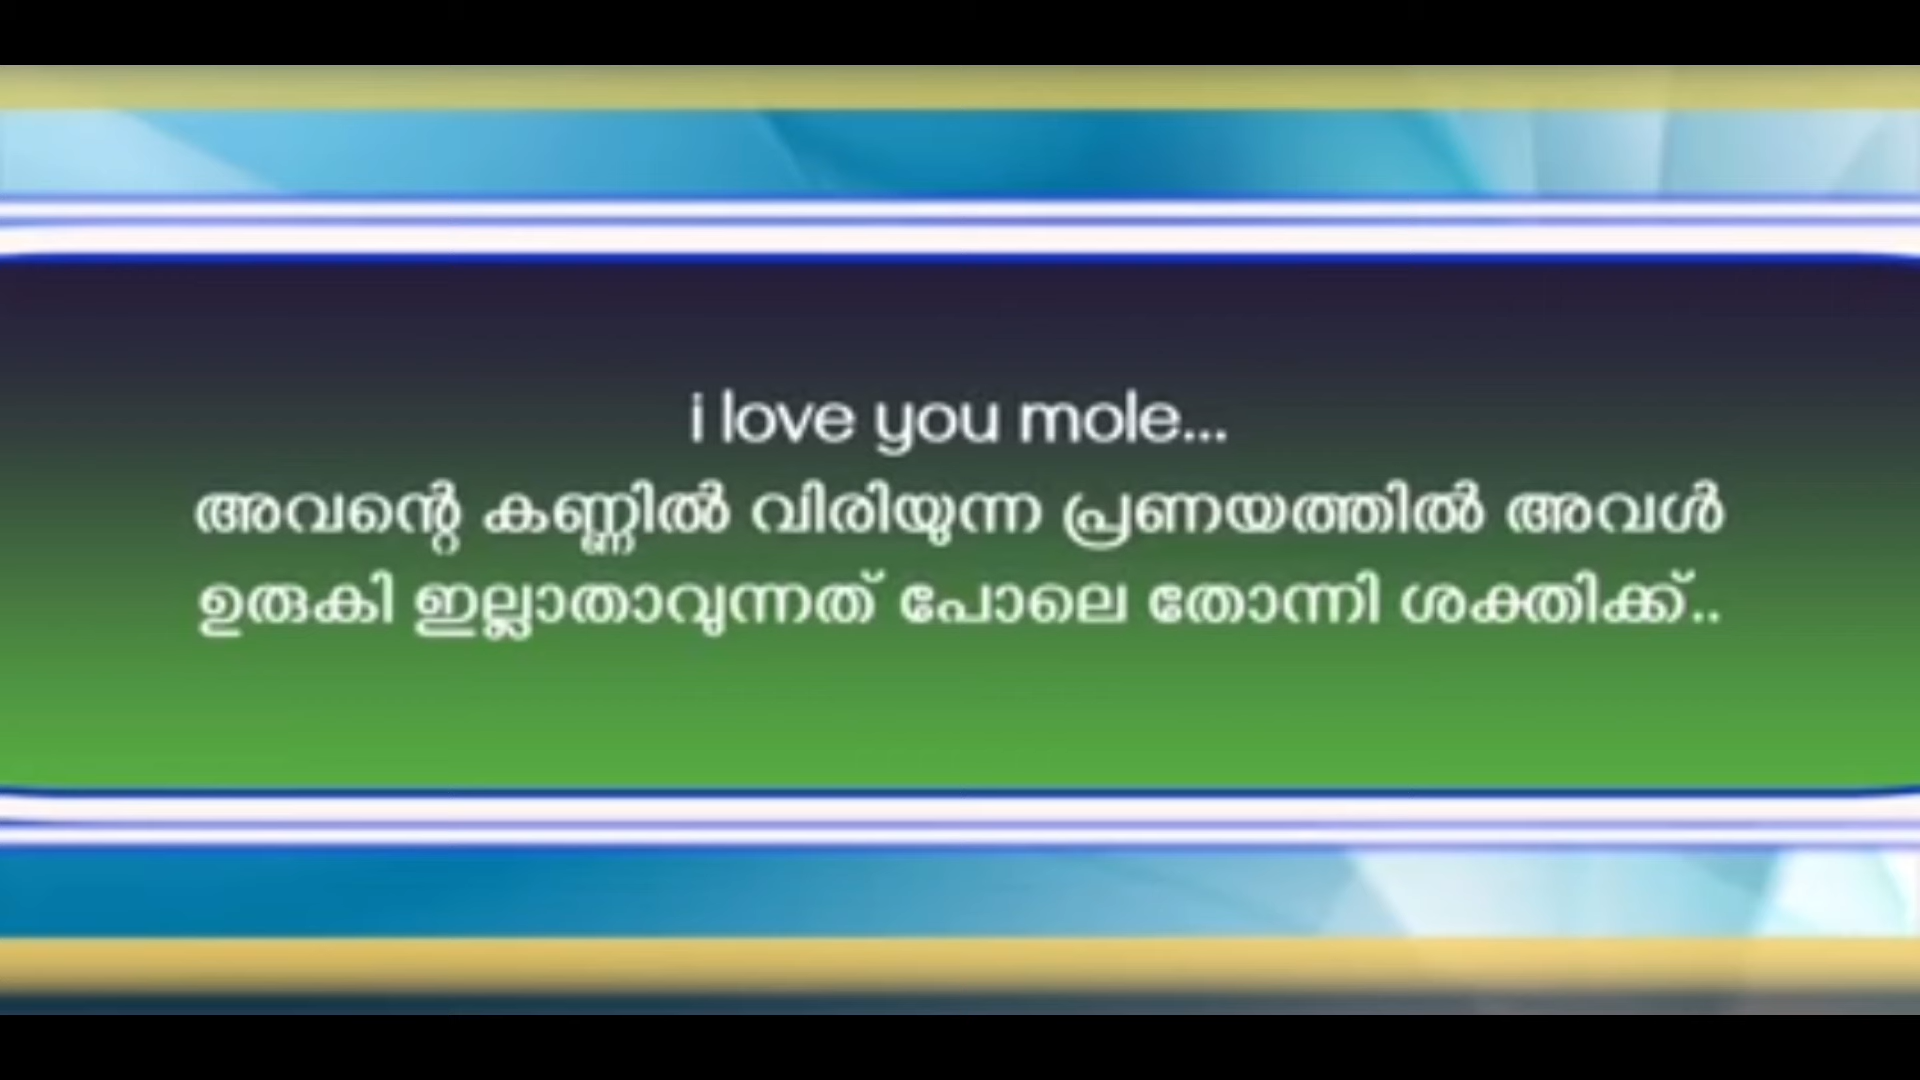 i love you mole...
അവന്റെ കണ്ണിൽ വിരിയുന്ന പ്രണയത്തിൽ അവൾ
ഉരുകി ഇല്ലാതാവുന്നത് പോലെ തോന്നി ശക്തിക്ക്..